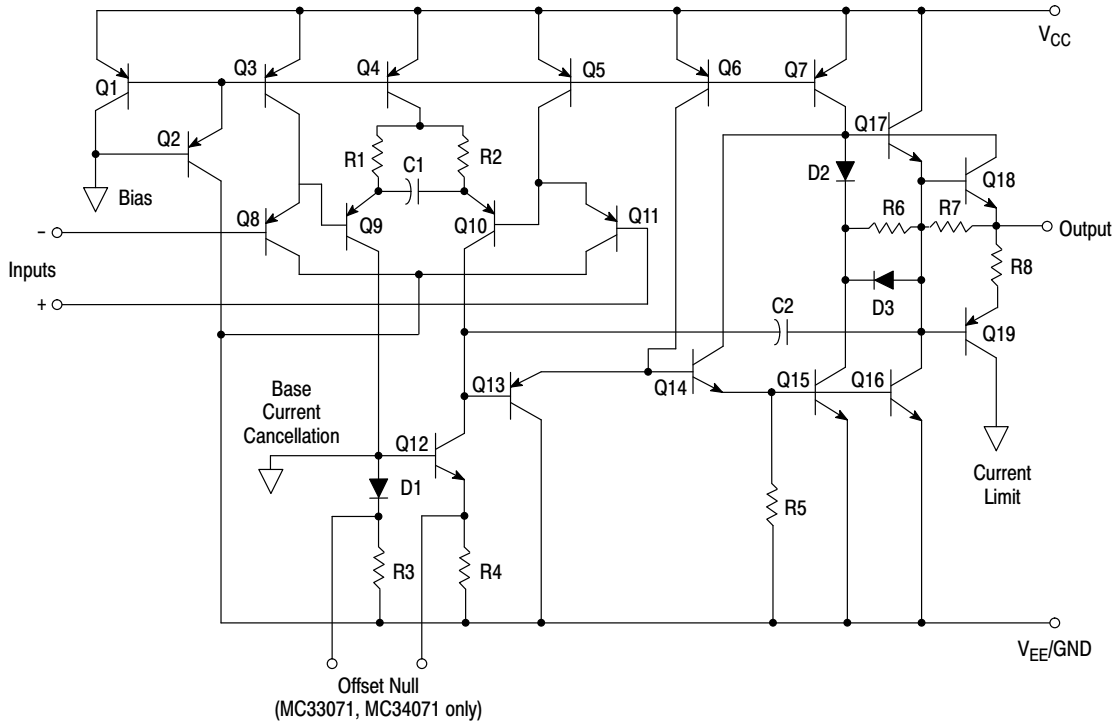 V_CC
Q1
Q3
Q4
Q5
Q6
Q7
Q2
Q17
R1
C1
R2
D2
Q18
Bias
Q8
Q9
Q10
Q11
R6
R7
−
Output
Inputs
R8
+
D3
C2
Q19
Q13
Q14
Q15
Q16
Base
Current
Cancellation
Q12
D1
Current
Limit
R5
R3
R4
V_EE/GND
Offset Null
(MC33071, MC34071 only)